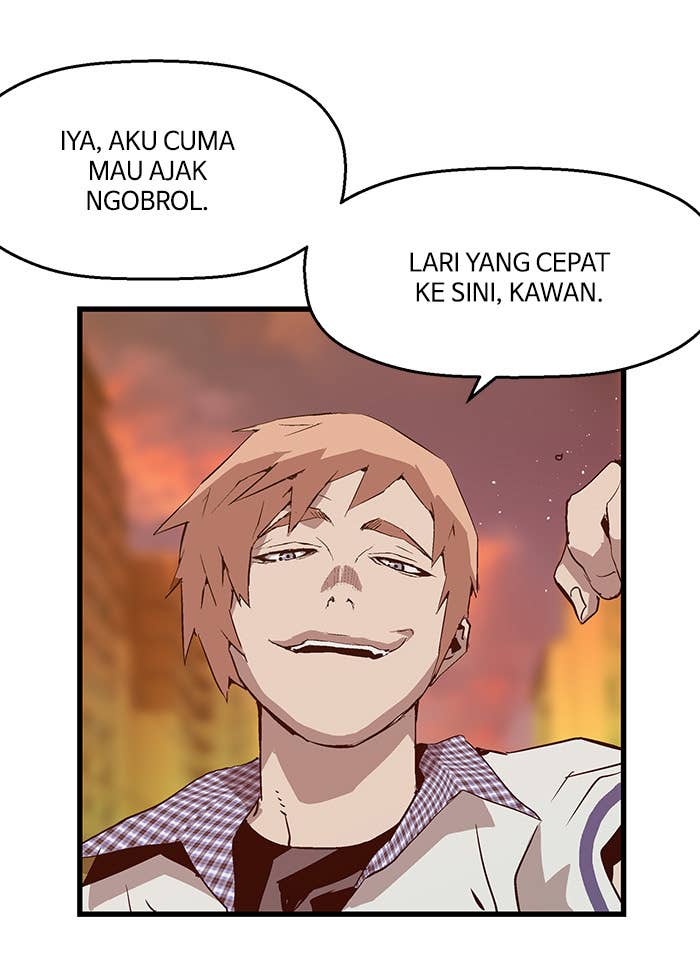 IYA, AKU CUMA
MAU AJAK
NGOBROL.
LARI YANG CEPAT
KE SINI, KAWAN.